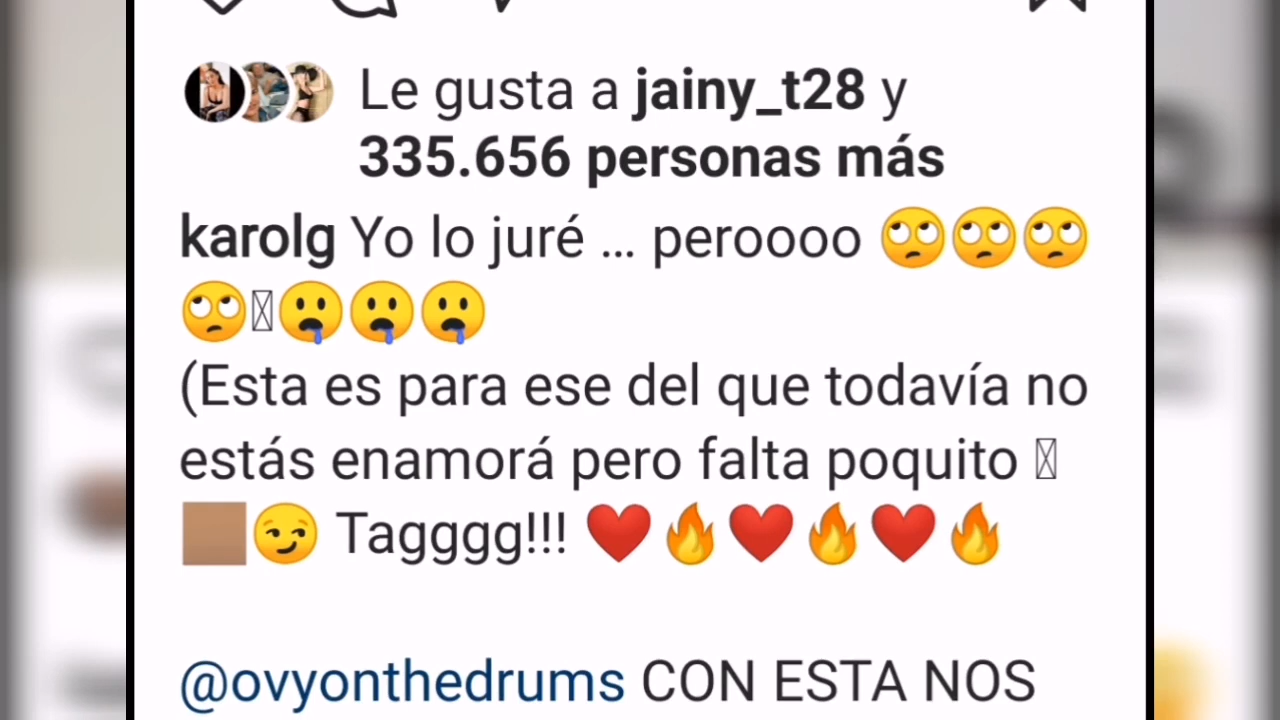 Le gusta a jainy_t28 y
335.656 personas más
karolg Yo lo juré ... peroooo 🙄🙄🙄
🙄🤤🤤🤤
(Esta es para ese del que todavía no
estás enamorá pero falta poquito
🏽😏 Tagggg!!! ❤️🔥❤️🔥❤️🔥
@ovyonthedrums CON ESTA NOS